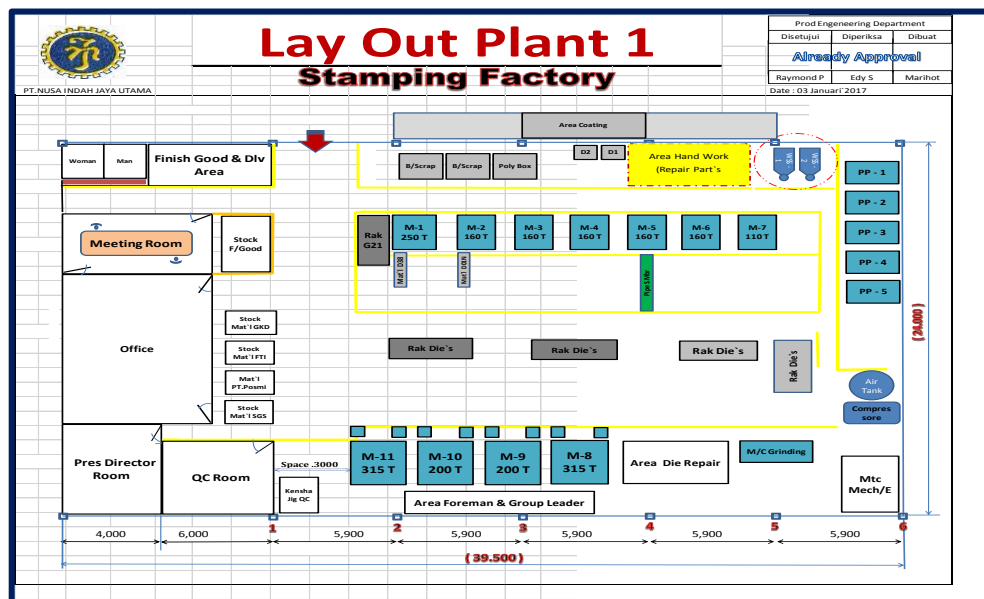 Lay Out Plant 1
Stamping Factory
PT.NUSA INDAH JAYA UTAMA
Prod Engeneering Department
Disetujui Diperiksa Dibuat
Already Approval
Raymond P Edy S Marihot
Date : 03 Januari`2017
Area Coating
Woman
Man
Finish Good & Dlv
Area
B/Scrap
B/Scrap
Poly Box
D2
D1
Area Hand Work
(Repair Part`s
WS-
1
WS-
2
PP - 1
PP - 2
PP - 3
PP - 4
PP - 5
Meeting Room
Stock
F/Good
Rak
G21
M-1
250 T
M-2
160 T
M-3
160 T
M-4
160 T
M-5
160 T
M-6
160 T
M-7
110 T
Office
Stock
Mat`l GKD
Stock
Mat`l FTI
Mat`l
PT.Posmi
Stock
Mat`l SGS
Rak Die`s
Rak Die`s
Rak Die`s
Rak Die`s
Air
Tank
Compres
sore
(24.000)
Pres Director
Room
QC Room
Space .3000
Kensha
Jig QC
M-11
315 T
M-10
200 T
M-9
200 T
M-8
315 T
Area Die Repair
M/C Grinding
Mtc
Mech/E
Area Foreman & Group Leader
1 2 3 4 5 6
4,000 6,000 5,900 5,900 5,900 5,900 5,900
( 39.500 )